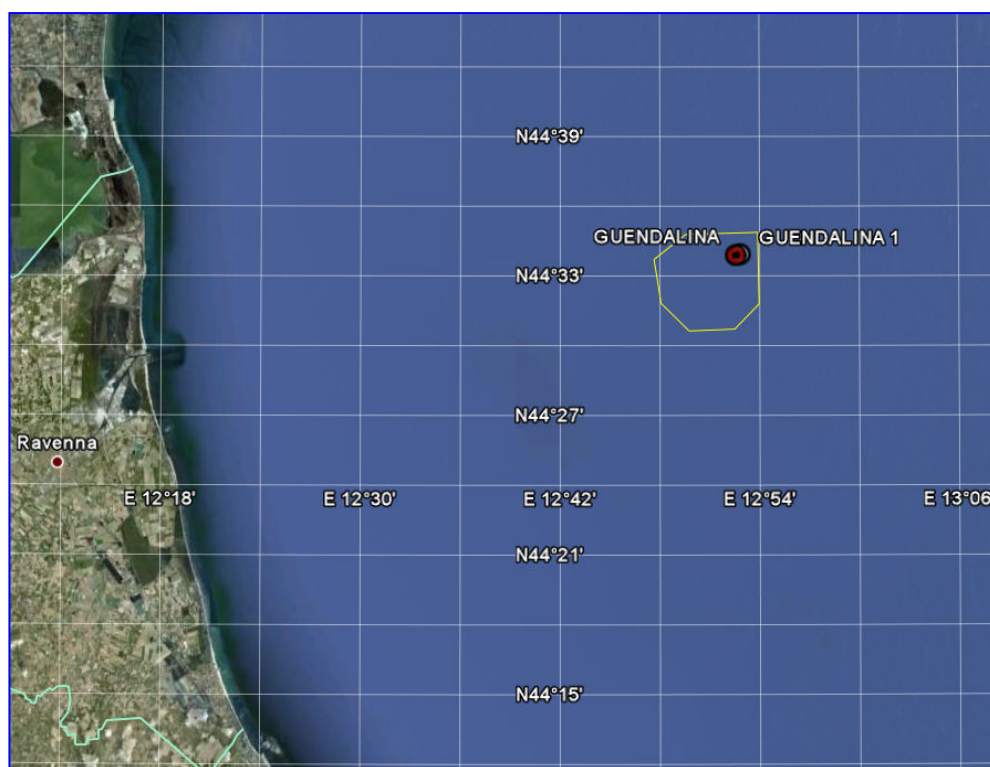 N44°39'
GUENDALINA
GUENDALINA 1
N44°33'
N44°27'
Ravenna
E 12°18'
E 12°30'
E 12°42'
E 12°54'
E 13°06
N44°21'
N44°15'